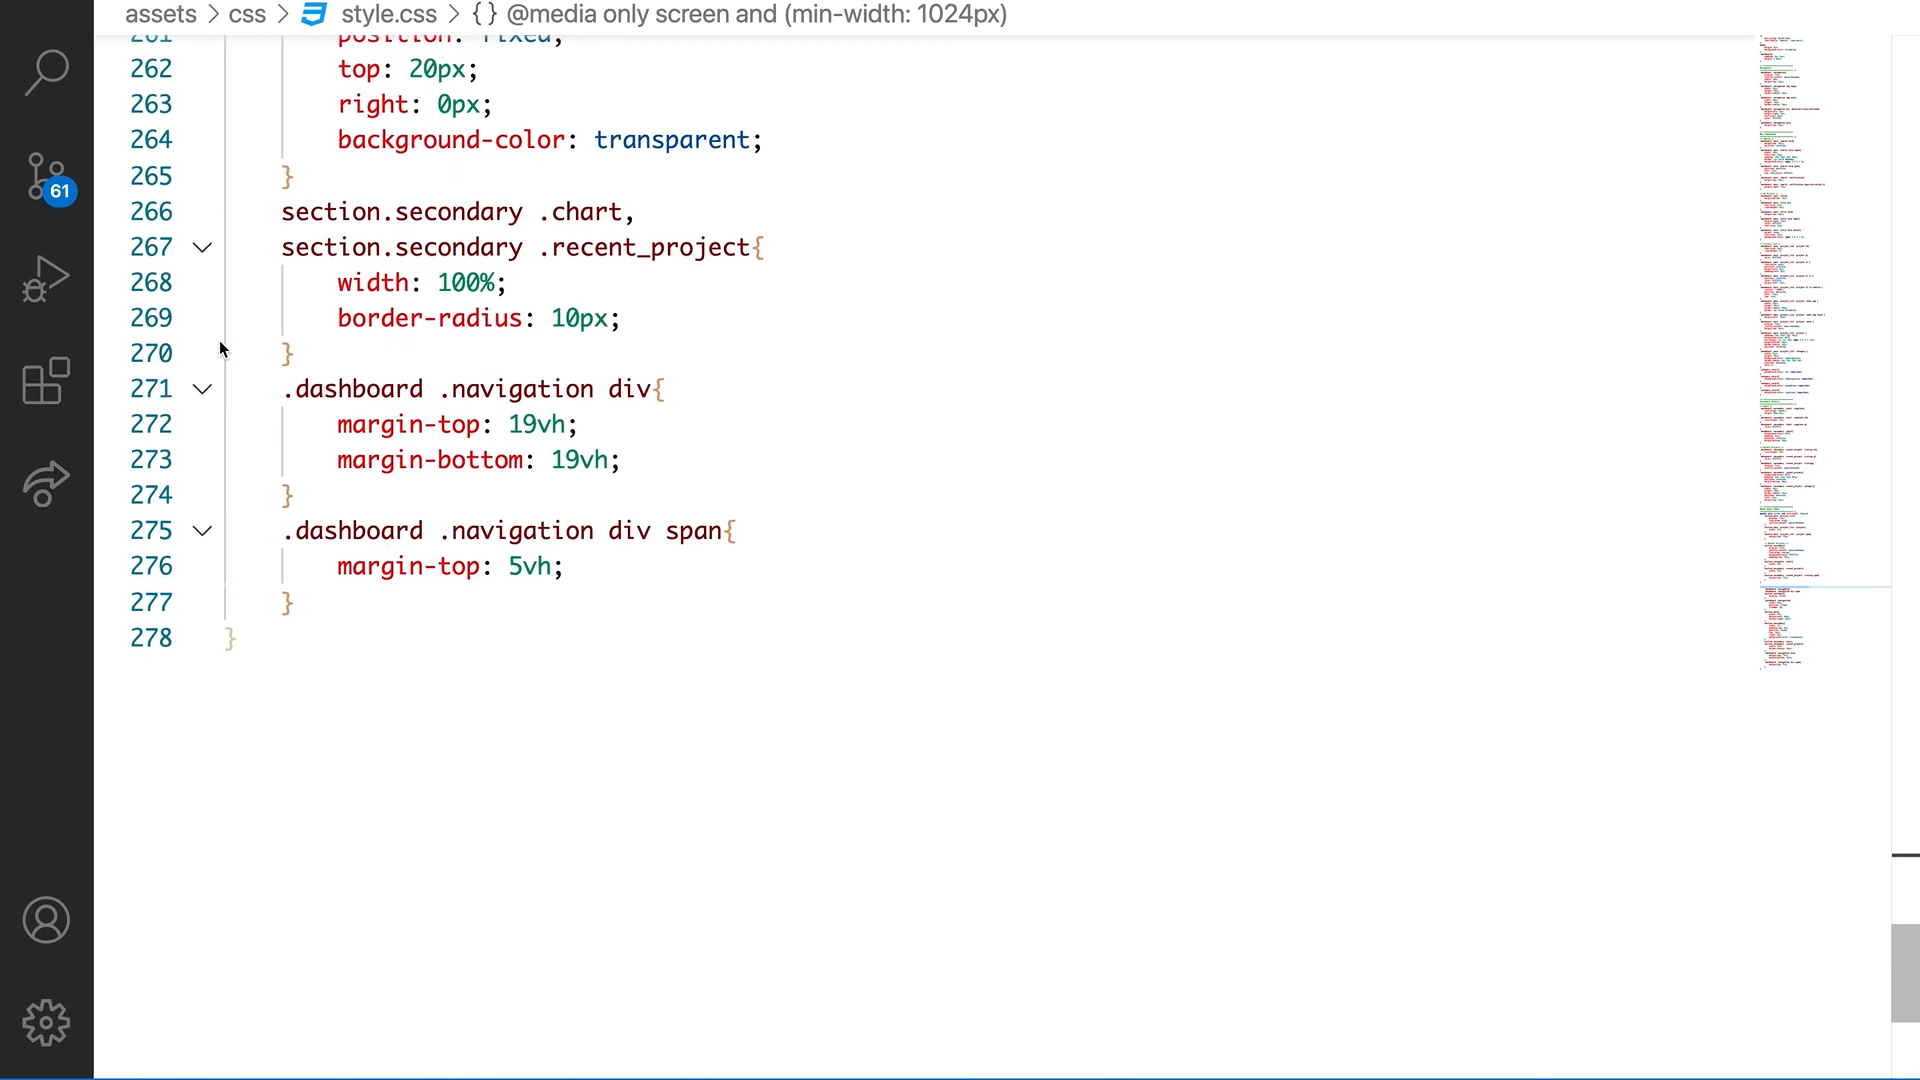 assets > css > style.css > {} @media only screen and (min-width: 1024px)
261 position: fixed;
262 top: 20px;
263 right: 0px;
264 background-color: transparent;
265 }
266 section.secondary .chart,
267 section.secondary .recent_project{
268 width: 100%;
269 border-radius: 10px;
270 }
271 .dashboard .navigation div{
272 margin-top: 19vh;
273 margin-bottom: 19vh;
274 }
275 .dashboard .navigation div span{
276 margin-top: 5vh;
277 }
278 }
61